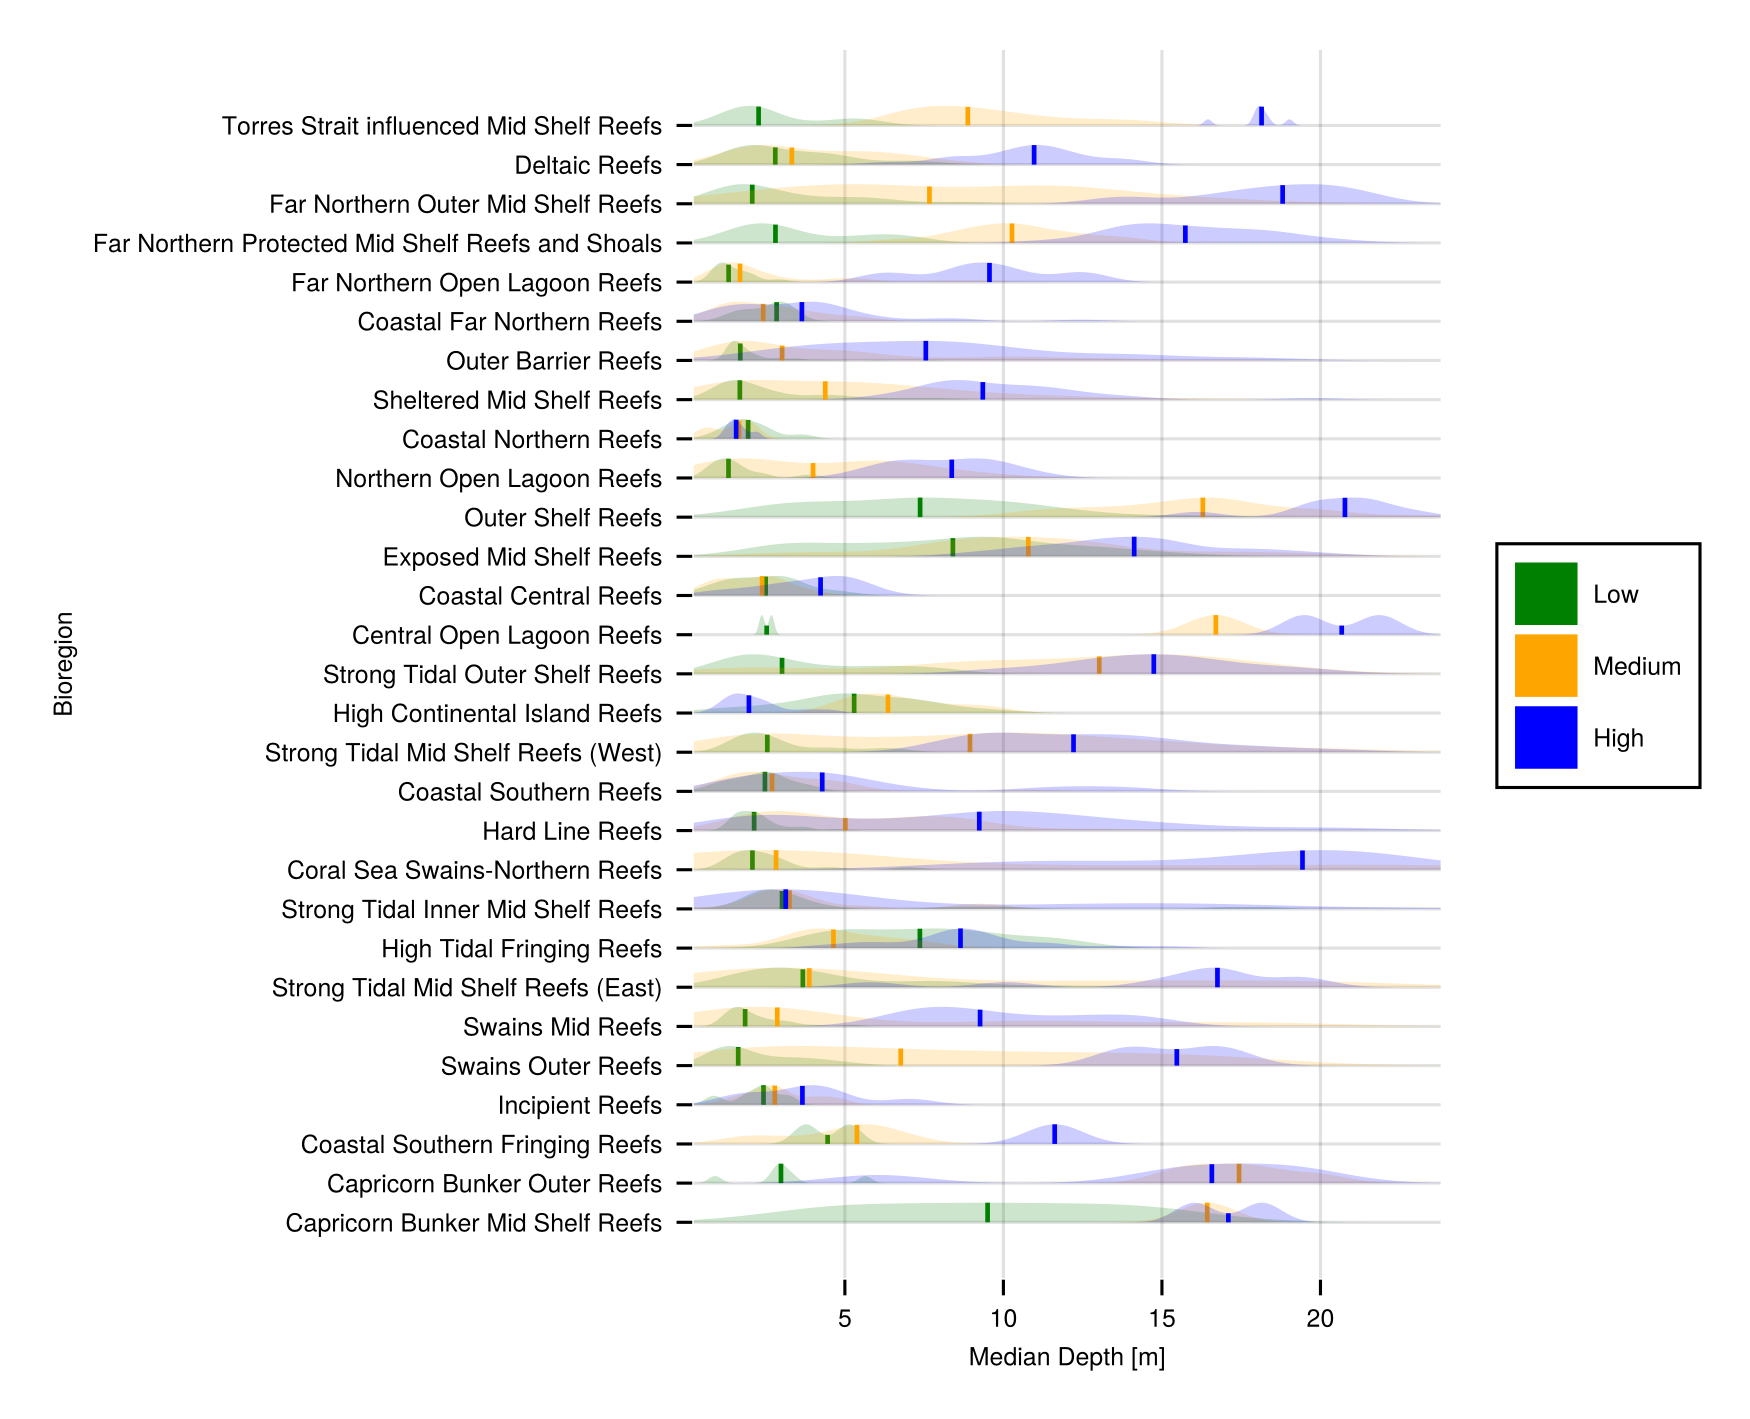 Torres Strait influenced Mid Shelf Reefs
Deltaic Reefs
Far Northern Outer Mid Shelf Reefs
Far Northern Protected Mid Shelf Reefs and Shoals
Far Northern Open Lagoon Reefs
Coastal Far Northern Reefs
Outer Barrier Reefs
Sheltered Mid Shelf Reefs
Coastal Northern Reefs
Northern Open Lagoon Reefs
Outer Shelf Reefs
Exposed Mid Shelf Reefs
Coastal Central Reefs
Central Open Lagoon Reefs
Strong Tidal Outer Shelf Reefs
High Continental Island Reefs
Strong Tidal Mid Shelf Reefs (West)
Coastal Southern Reefs
Hard Line Reefs
Coral Sea Swains-Northern Reefs
Strong Tidal Inner Mid Shelf Reefs
High Tidal Fringing Reefs
Strong Tidal Mid Shelf Reefs (East)
Swains Mid Reefs
Swains Outer Reefs
Incipient Reefs
Coastal Southern Fringing Reefs
Capricorn Bunker Outer Reefs
Capricorn Bunker Mid Shelf Reefs
Bioregion
5 10 15 20
Median Depth [m]
Low
Medium
High